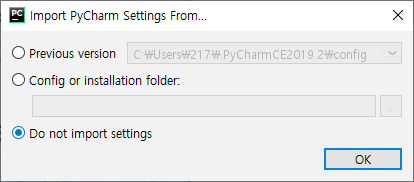 PC
Import PyCharm Settings From...
Previous version
C:₩Users₩217₩.PyCharmCE2019.2₩config
Config or installation folder:
...
Do not import settings
OK